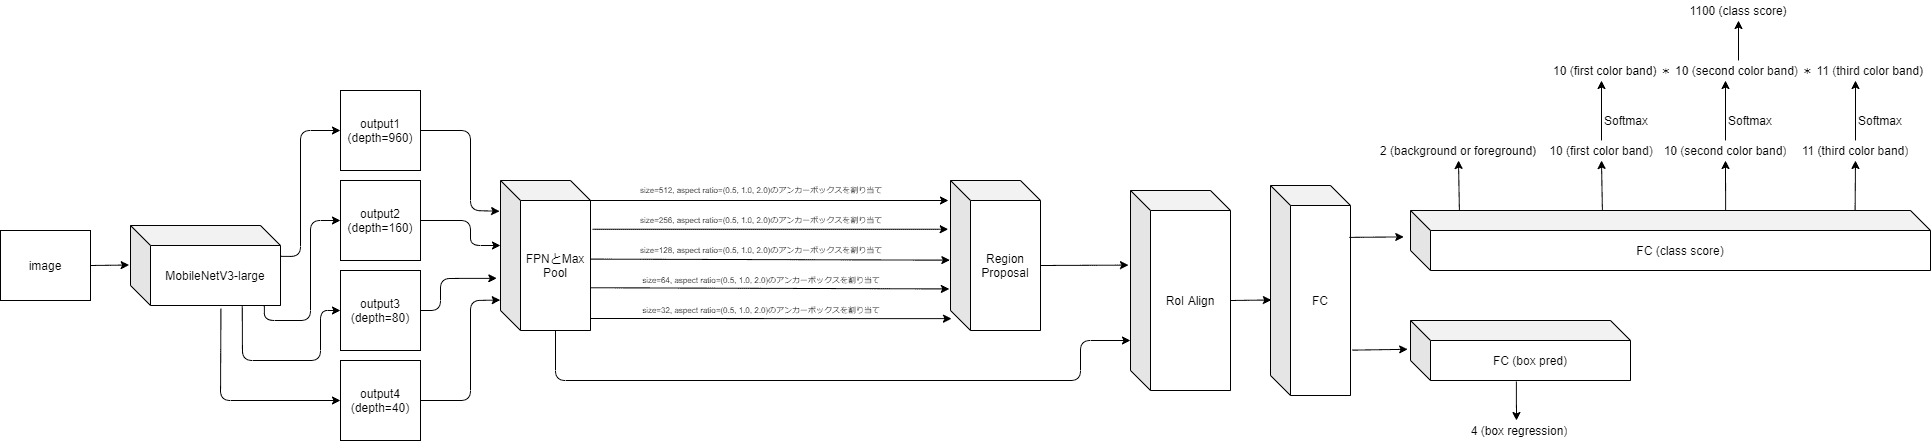 image
MobileNetV3-large
output1
(depth=960)
output2
(depth=160)
output3
(depth=80)
output4
(depth=40)
FPNとMax
Pool
size=512, aspect ratio=(0.5, 1.0, 2.0)のアンカーボックスを割り当て
size=256, aspect ratio=(0.5, 1.0, 2.0)のアンカーボックスを割り当て
size=128, aspect ratio=(0.5, 1.0, 2.0)のアンカーボックスを割り当て
size=64, aspect ratio=(0.5, 1.0, 2.0)のアンカーボックスを割り当て
size=32, aspect ratio=(0.5, 1.0, 2.0)のアンカーボックスを割り当て
Region
Proposal
RoI Align
FC
1100 (class score)
10 (first color band) * 10 (second color band) * 11 (third color band)
Softmax
Softmax
Softmax
2 (background or foreground)
10 (first color band)
10 (second color band)
11 (third color band)
FC (class score)
FC (box pred)
4 (box regression)